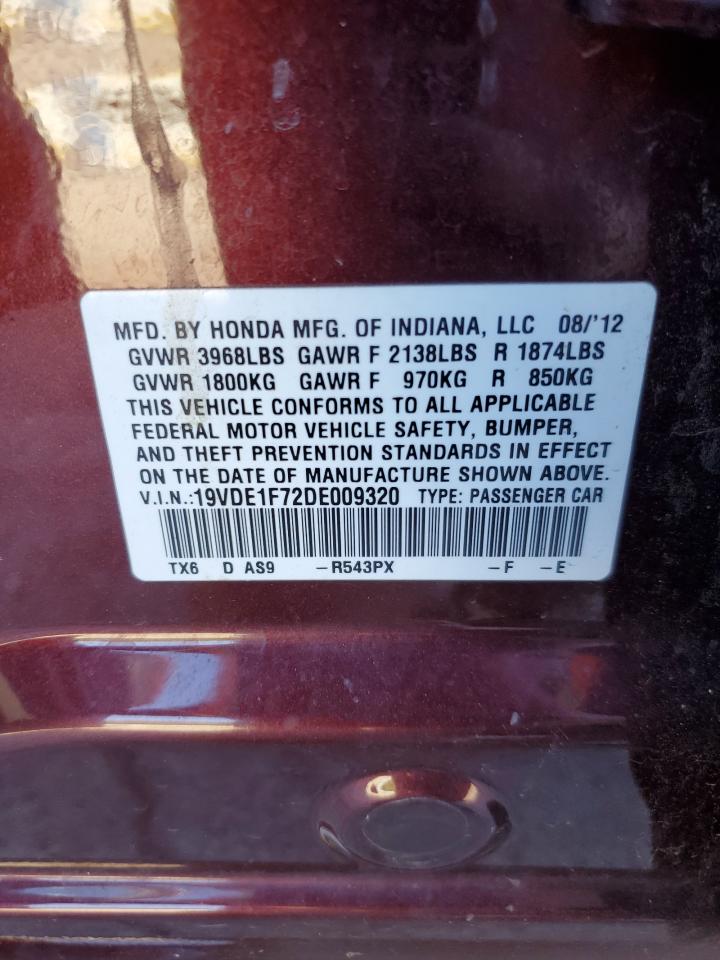 MFD. BY HONDA MFG. OF INDIANA, LLC 08/'12
GVWR 3968LBS GAWR F 2138LBS R 1874LBS
GVWR 1800KG GAWR F 970KG R 850KG
THIS VEHICLE CONFORMS TO ALL APPLICABLE
FEDERAL MOTOR VEHICLE SAFETY, BUMPER,
AND THEFT PREVENTION STANDARDS IN EFFECT
ON THE DATE OF MANUFACTURE SHOWN ABOVE.
V.I.N.:19VDE1F72DE009320 TYPE: PASSENGER CAR
TX6 D AS9 -R543PX -F -E